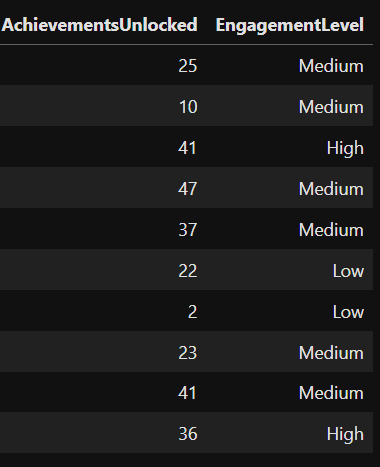 AchievementsUnlocked EngagementLevel
25 Medium
10 Medium
41 High
47 Medium
37 Medium
22 Low
2 Low
23 Medium
41 Medium
36 High